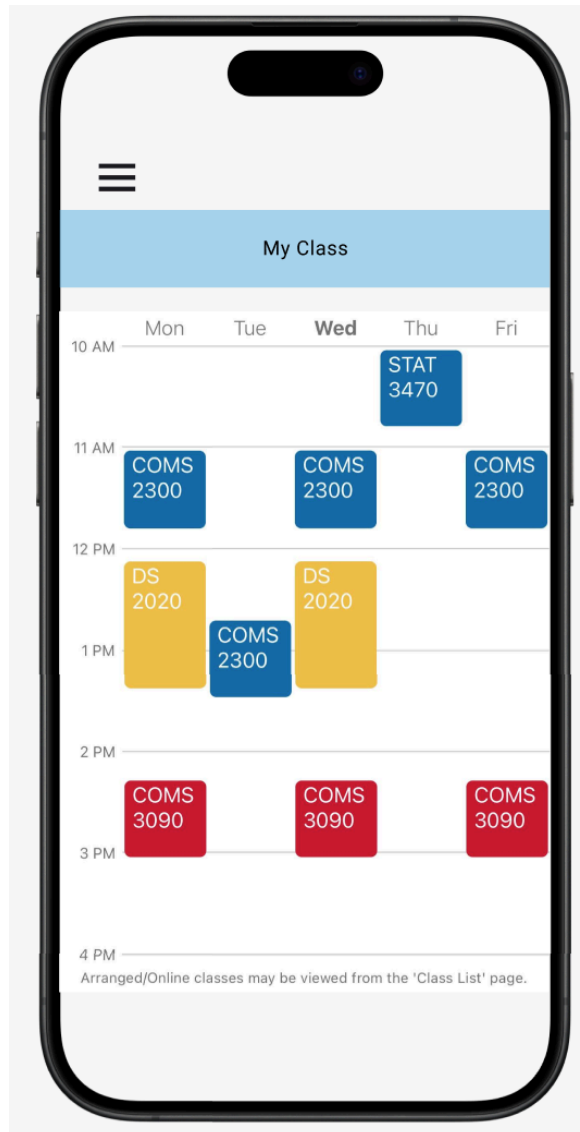 My Class
Mon Tue Wed Thu Fri
10 AM
STAT
3470
11 AM
COMS COMS COMS
2300 2300 2300
12 PM
DS DS
2020 2020
COMS
2300
1 PM
2 PM
COMS COMS COMS
3090 3090 3090
3 PM
4 PM
Arranged/Online classes may be viewed from the 'Class List' page.